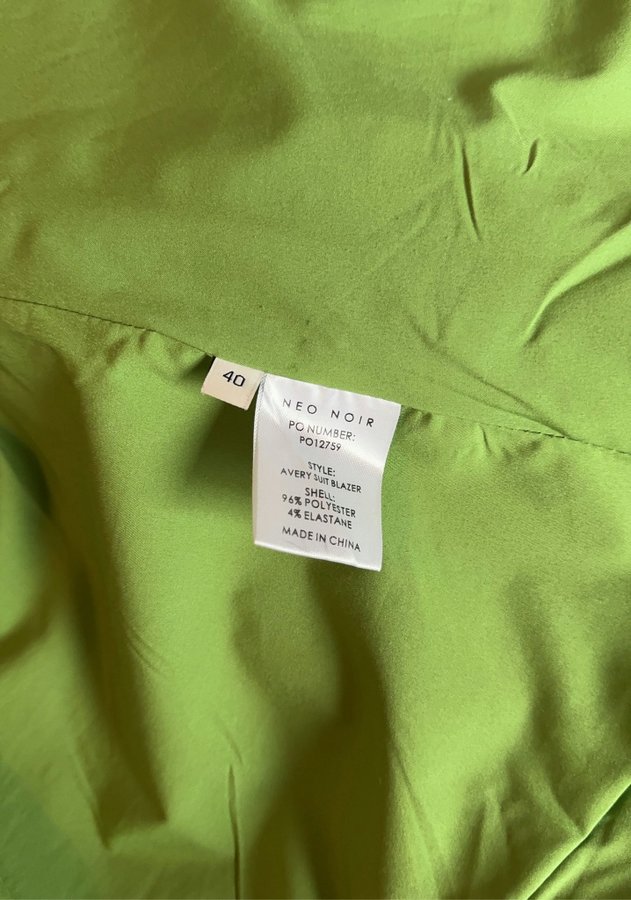 40
NEO NOIR
PO NUMBER:
PO12759
STYLE:
AVERY SUIT BLAZER
SHELL:
96% POLYESTER
4% ELASTANE
MADE IN CHINA